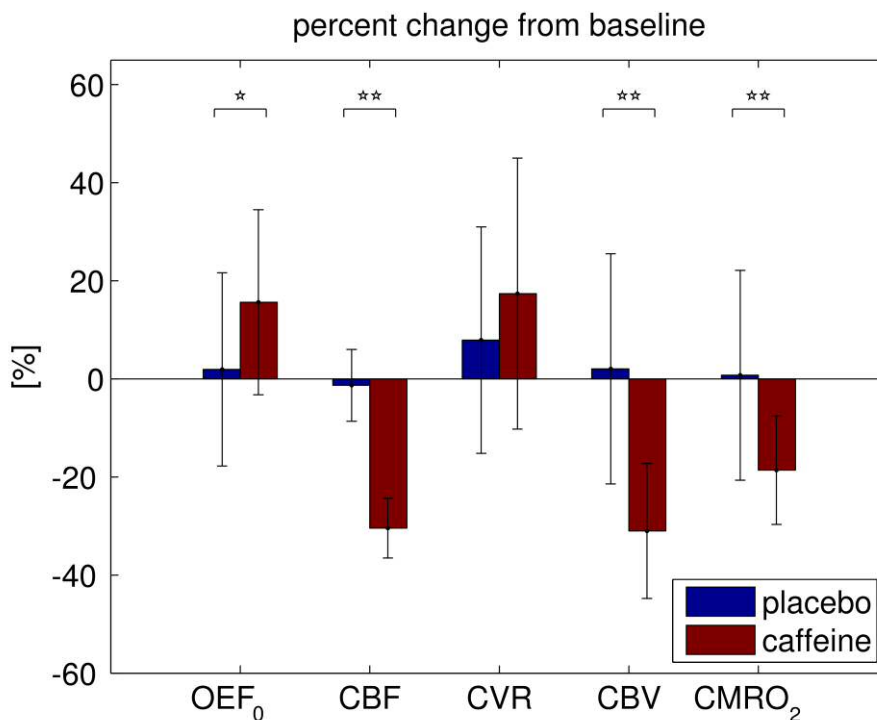 percent change from baseline
60
40
20
0
-20
-40
-60
[%]
☆
☆☆
☆☆
☆☆
OEF₀
CBF
CVR
CBV
CMRO₂
placebo
caffeine